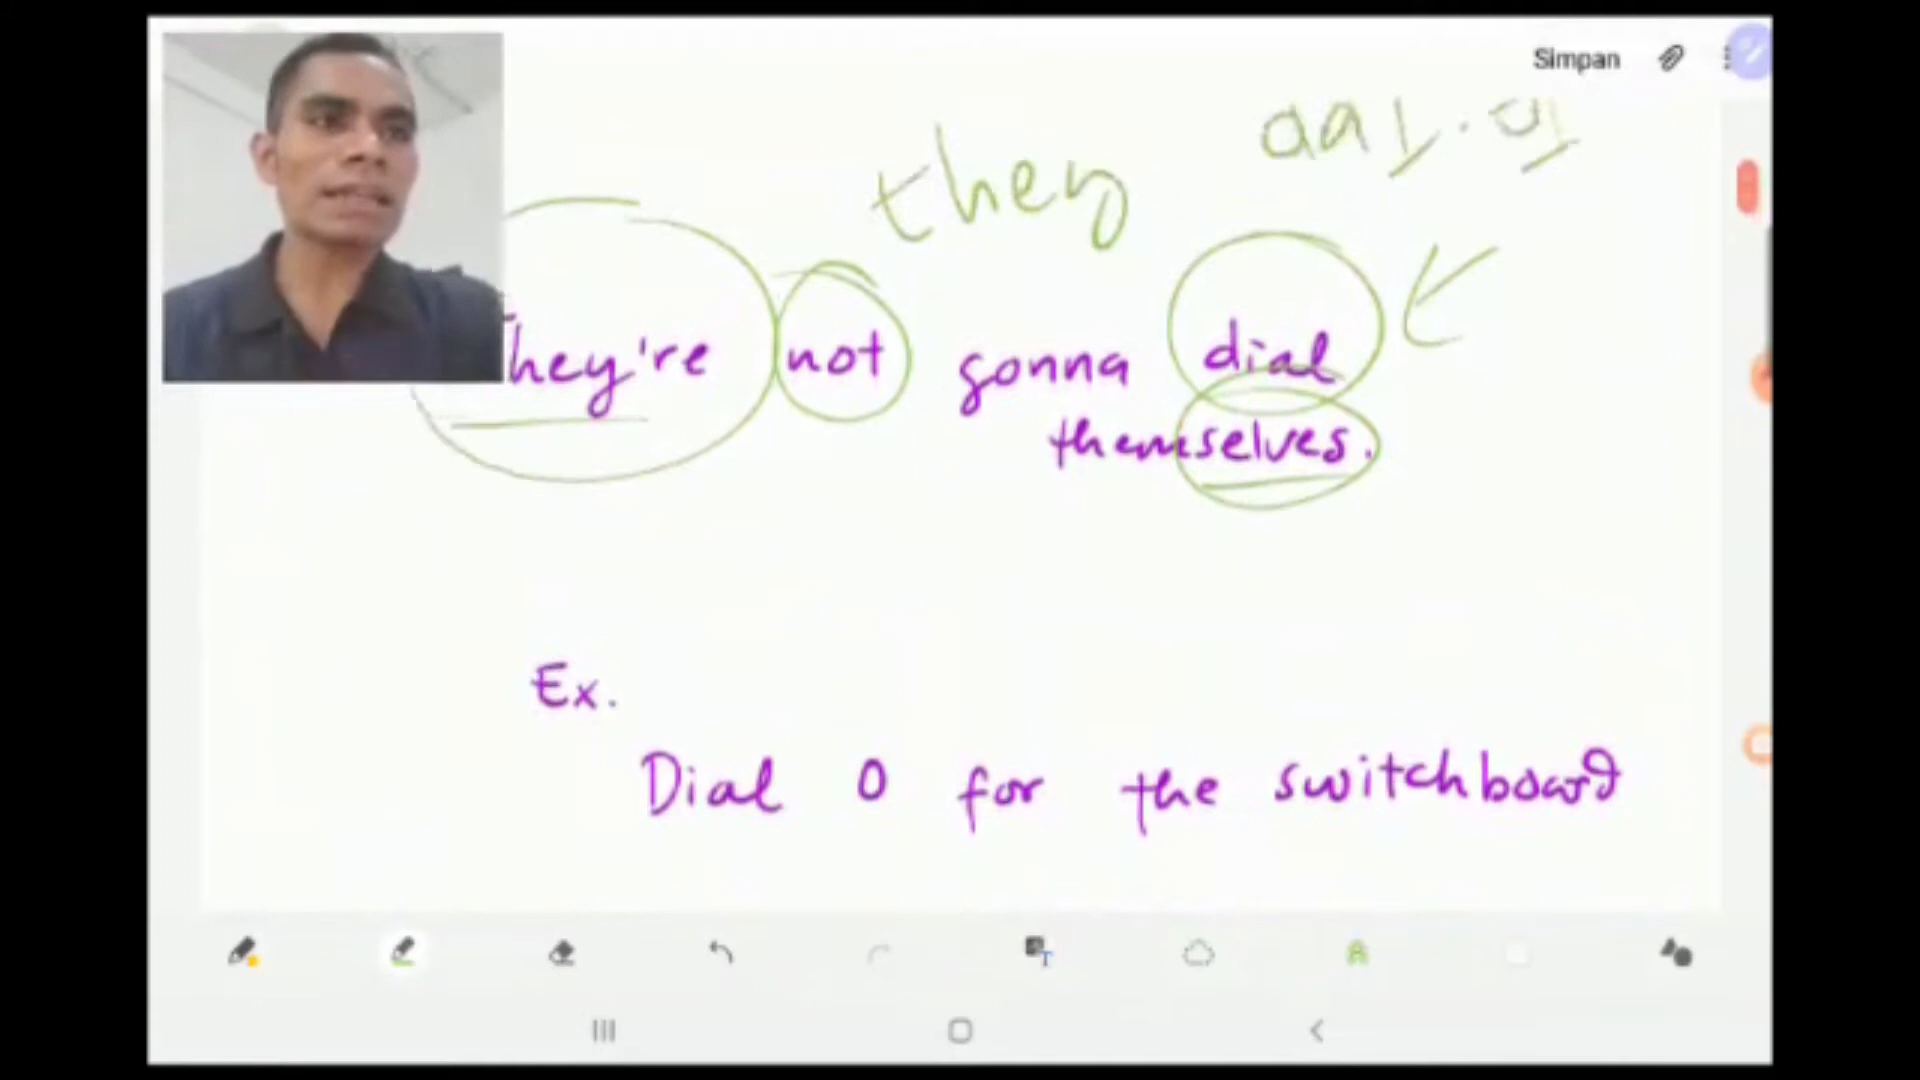 Simpan
they
They're not gonna dial
themselves.
Ex.
Dial 0 for the switchboard